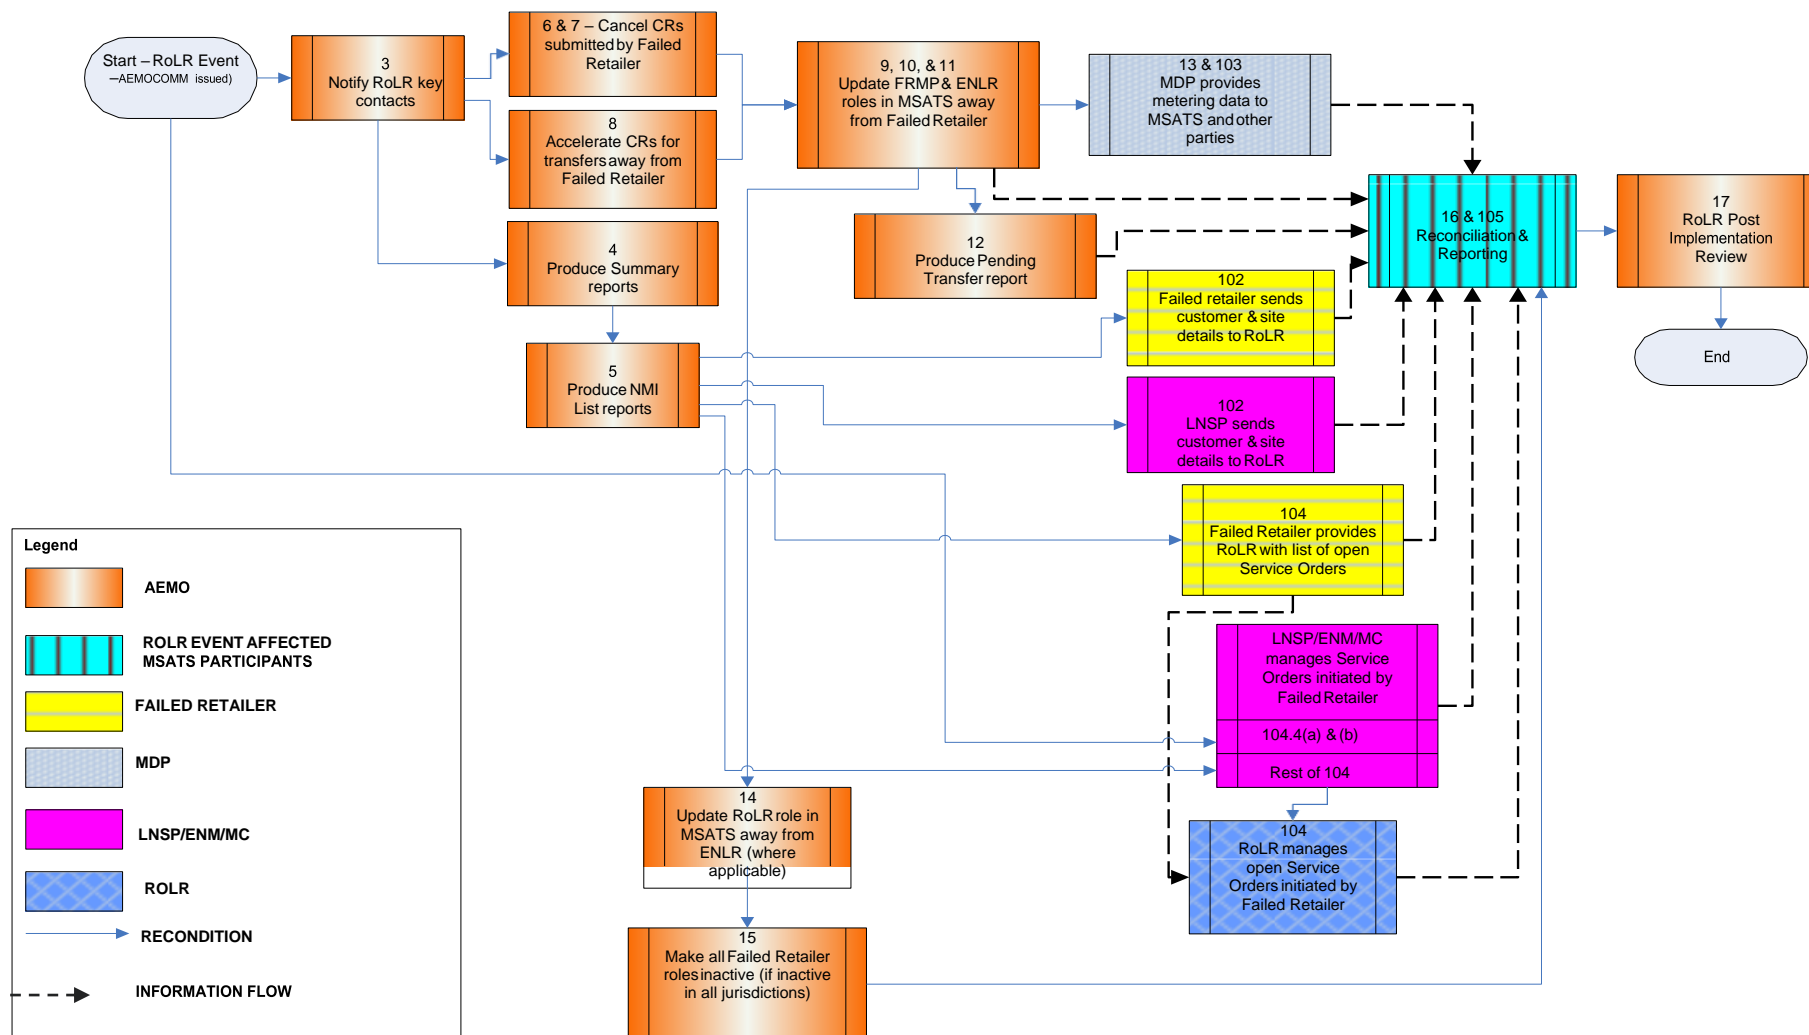 Start – RoLR Event
–AEMOCOMM issued)
3
Notify RoLR key
contacts
6 & 7 – Cancel CRs
submitted by Failed
Retailer
8
Accelerate CRs for
transfers away from
Failed Retailer
4
Produce Summary
reports
5
Produce NMI
List reports
9, 10, & 11
Update FRMP & ENLR
roles in MSATS away
from Failed Retailer
12
Produce Pending
Transfer report
13 & 103
MDP provides
metering data to
MSATS and other
parties
16 & 105
Reconciliation &
Reporting
17
RoLR Post
Implementation
Review
End
102
Failed retailer sends
customer & site
details to RoLR
102
LNSP sends
customer & site
details to RoLR
104
Failed Retailer provides
RoLR with list of open
Service Orders
LNSP/ENM/MC
manages Service
Orders initiated by
Failed Retailer
104.4(a) & (b)
Rest of 104
104
RoLR manages
open Service
Orders initiated by
Failed Retailer
14
Update RoLR role in
MSATS away from
ENLR (where
applicable)
15
Make all Failed Retailer
roles inactive (if inactive
in all jurisdictions)
Legend
AEMO
ROLR EVENT AFFECTED
MSATS PARTICIPANTS
FAILED RETAILER
MDP
LNSP/ENM/MC
ROLR
RECONDITION
INFORMATION FLOW